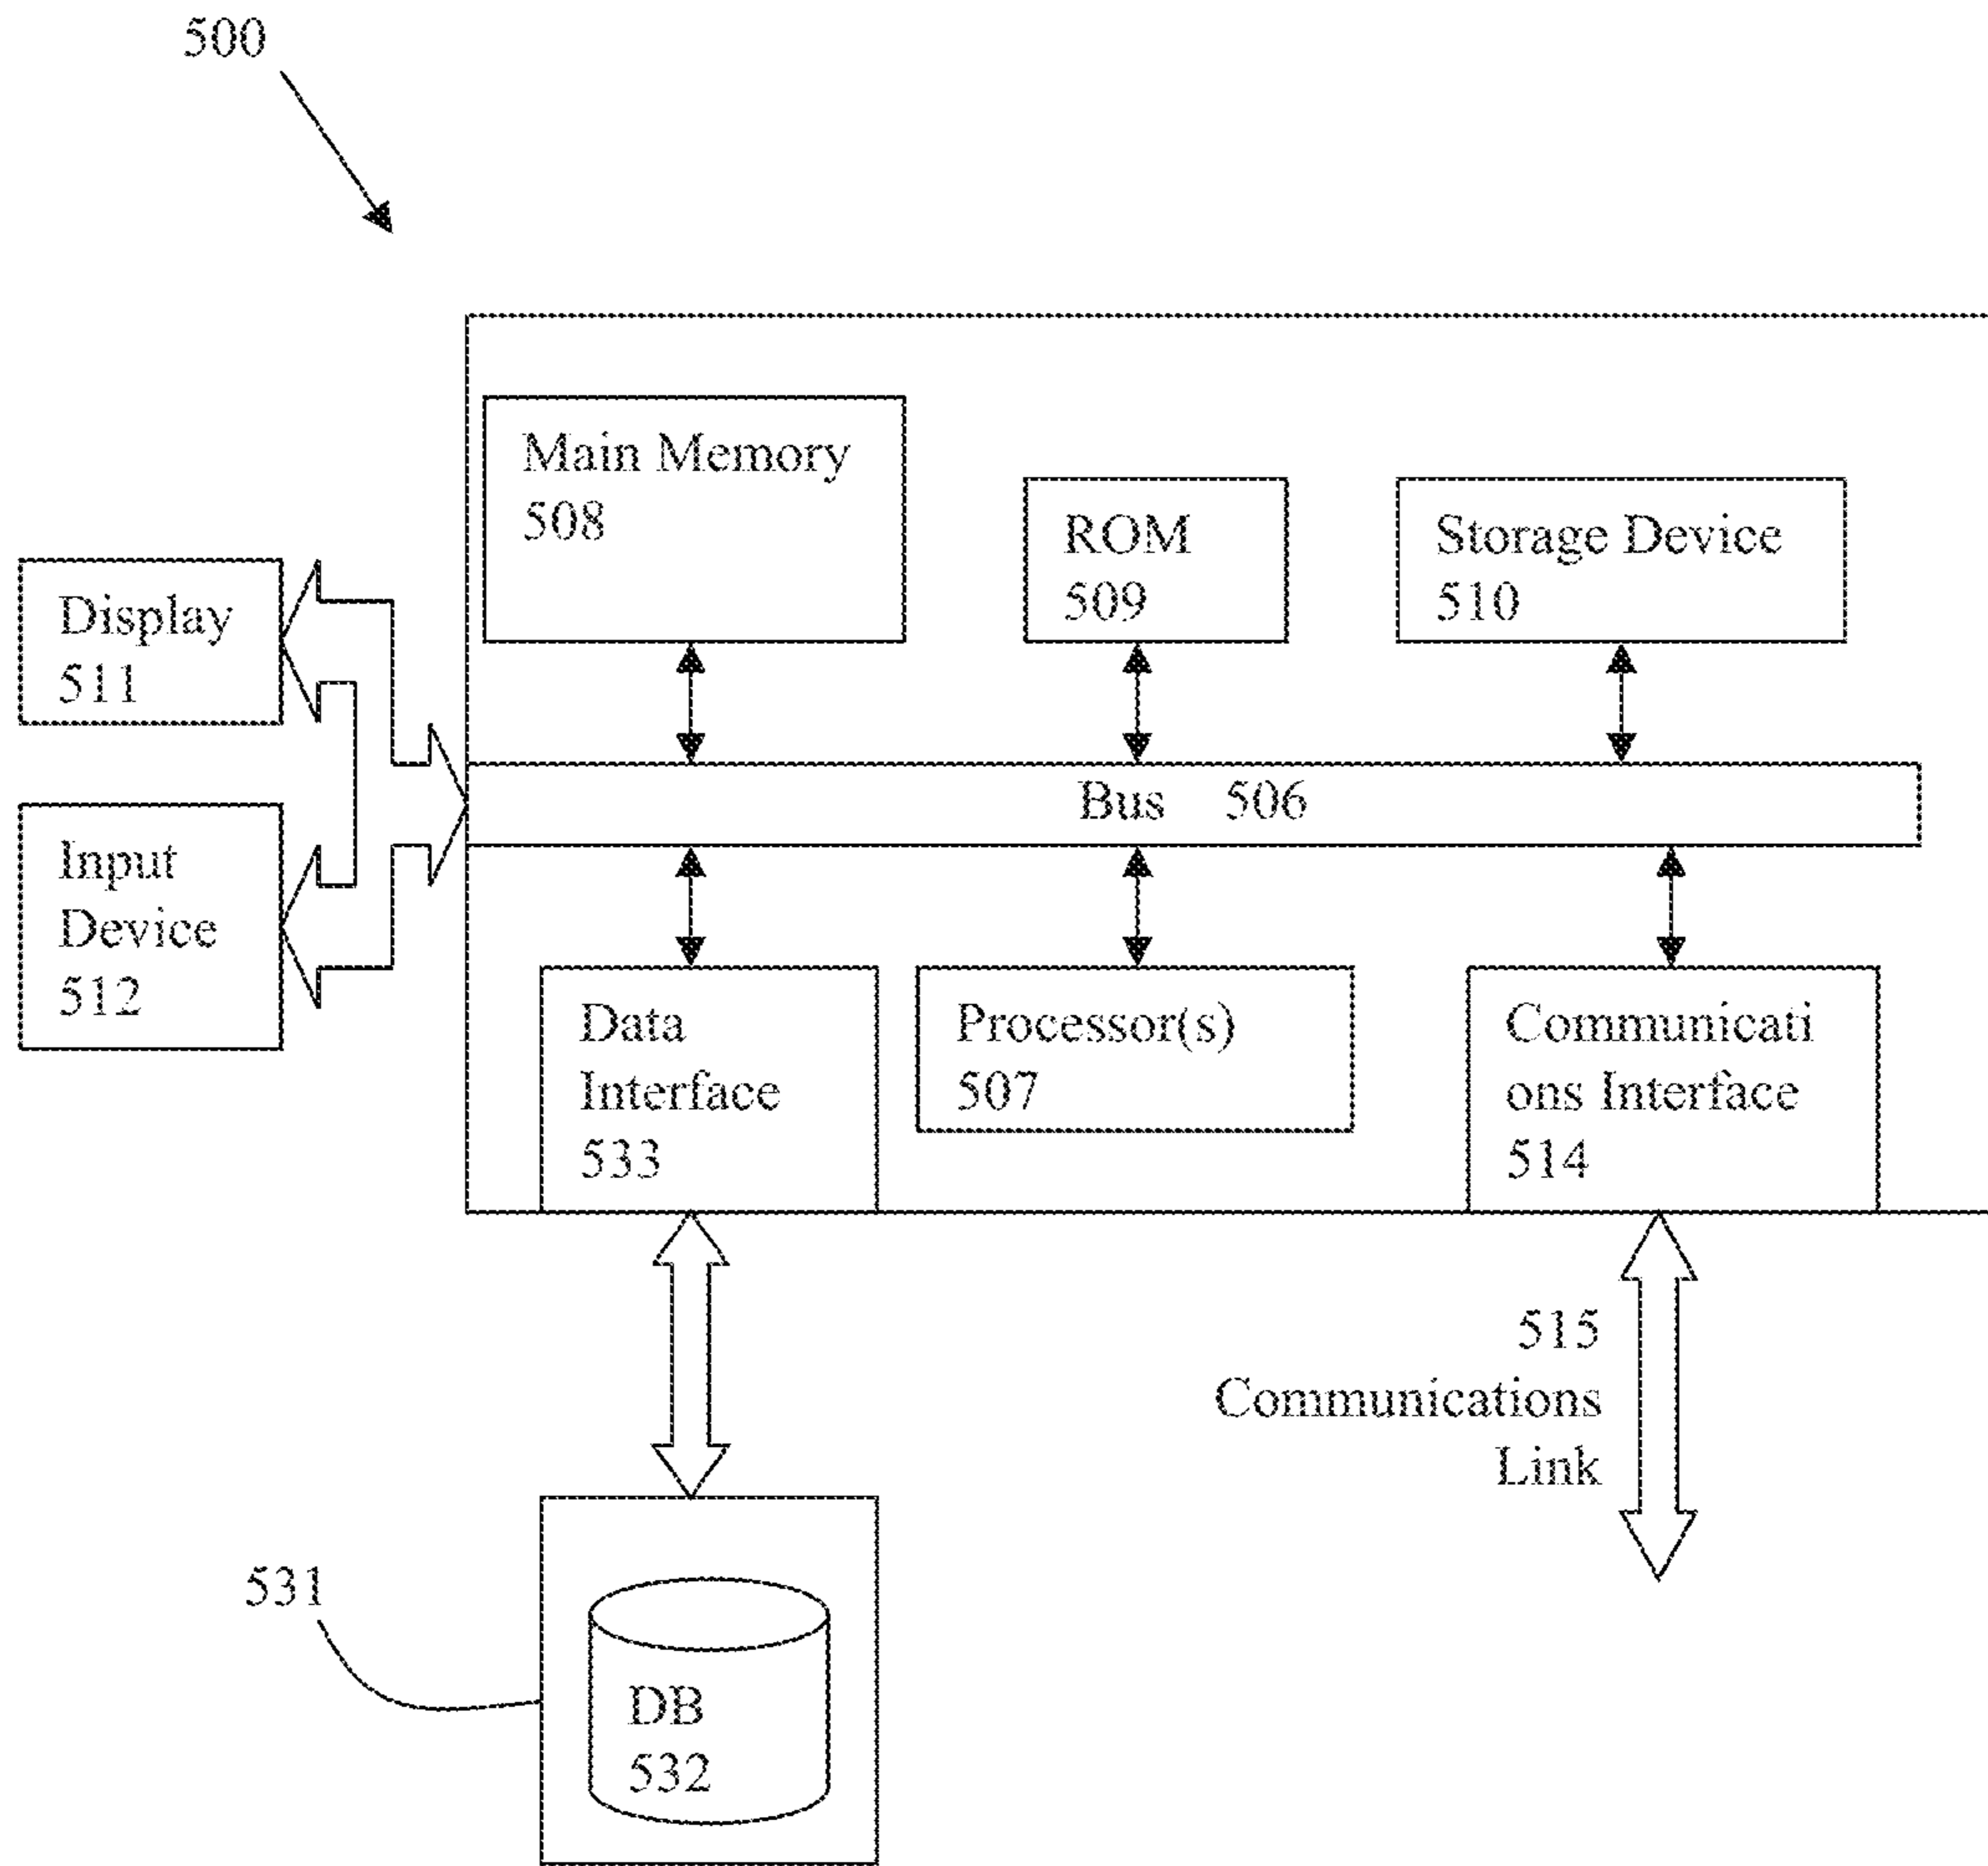 500
Main Memory
508
ROM
509
Storage Device
510
Display
511
Bus 506
Input
Device
512
Data
Interface
533
Processor(s)
507
Communicati
ons Interface
514
515
Communications
Link
531
DB
532